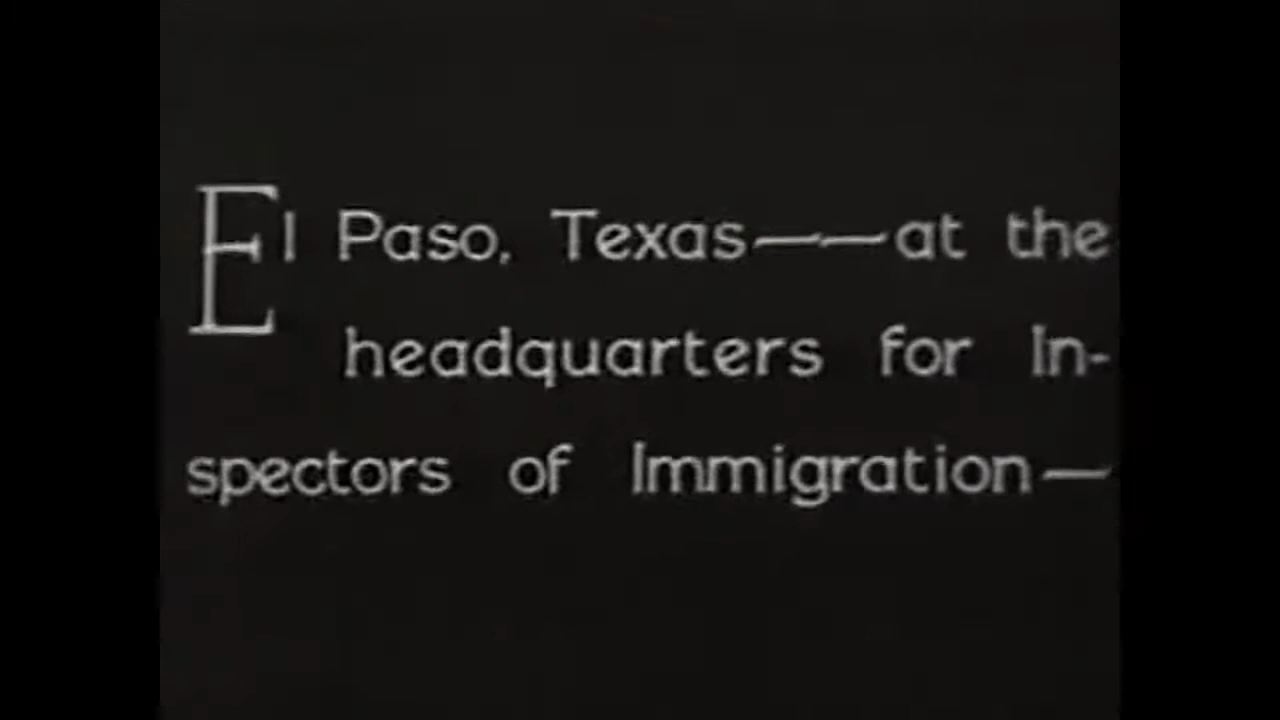 El Paso, Texas——at the
headquarters for In-
spectors of Immigration—